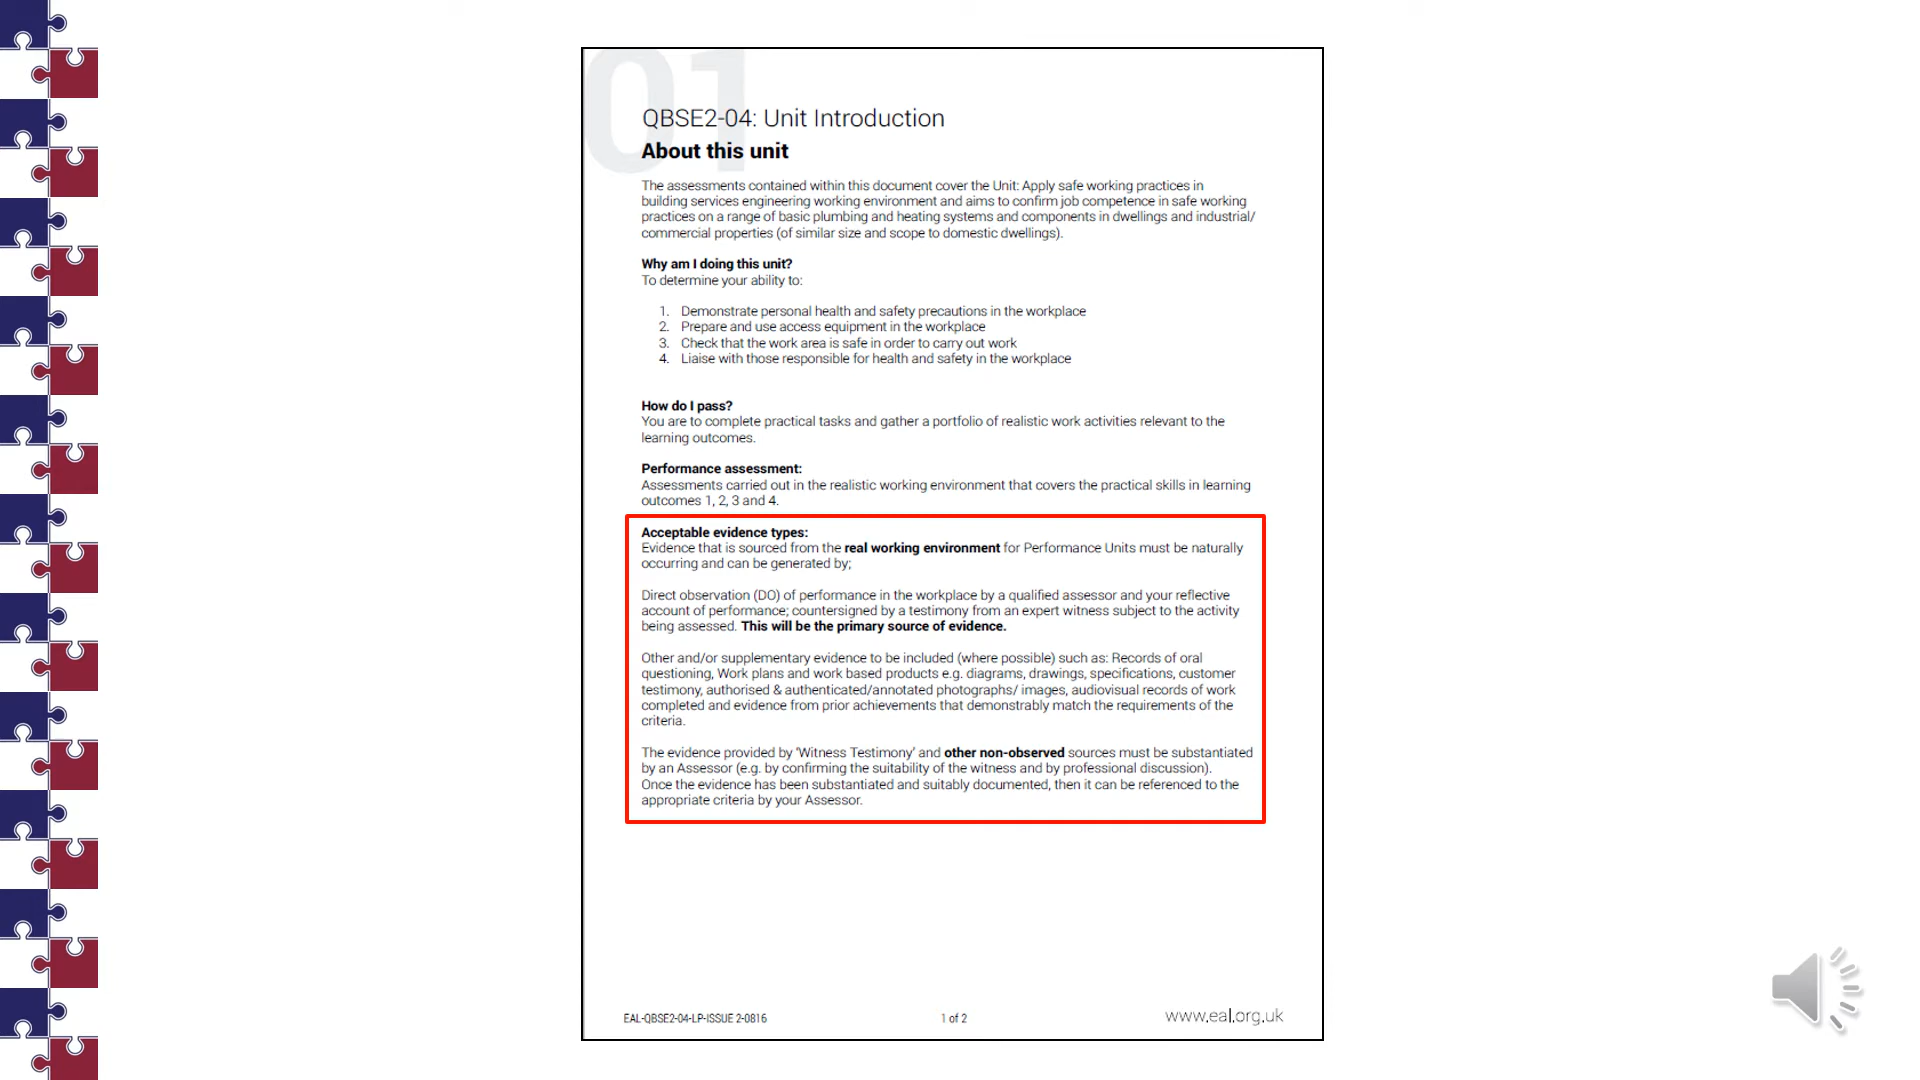 01
QBSE2-04: Unit Introduction
About this unit
The assessments contained within this document cover the Unit: Apply safe working practices in
building services engineering working environment and aims to confirm job competence in safe working
practices on a range of basic plumbing and heating systems and components in dwellings and industrial/
commercial properties (of similar size and scope to domestic dwellings).
Why am I doing this unit?
To determine your ability to:
1. Demonstrate personal health and safety precautions in the workplace
2. Prepare and use access equipment in the workplace
3. Check that the work area is safe in order to carry out work
4. Liaise with those responsible for health and safety in the workplace
How do I pass?
You are to complete practical tasks and gather a portfolio of realistic work activities relevant to the
learning outcomes.
Performance assessment:
Assessments carried out in the realistic working environment that covers the practical skills in learning
outcomes 1, 2, 3 and 4.
Acceptable evidence types:
Evidence that is sourced from the real working environment for Performance Units must be naturally
occurring and can be generated by;
Direct observation (DO) of performance in the workplace by a qualified assessor and your reflective
account of performance; countersigned by a testimony from an expert witness subject to the activity
being assessed. This will be the primary source of evidence.
Other and/or supplementary evidence to be included (where possible) such as: Records of oral
questioning, Work plans and work based products e.g. diagrams, drawings, specifications, customer
testimony, authorised & authenticated/annotated photographs/ images, audiovisual records of work
completed and evidence from prior achievements that demonstrably match the requirements of the
criteria.
The evidence provided by 'Witness Testimony' and other non-observed sources must be substantiated
by an Assessor (e.g. by confirming the suitability of the witness and by professional discussion).
Once the evidence has been substantiated and suitably documented, then it can be referenced to the
appropriate criteria by your Assessor.
EAL-QBSE2-04-LP-ISSUE 2-0816
1 of 2
www.eal.org.uk